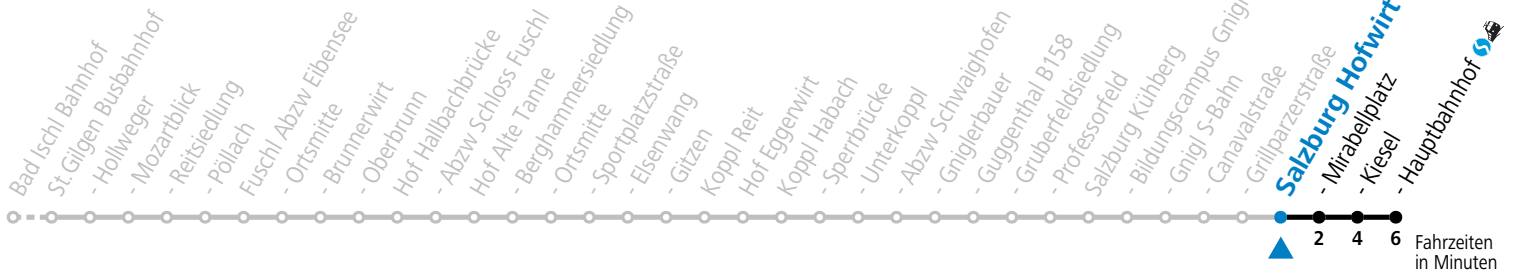 Bad Ischl Bahnhof
St.Gilgen Busbahnhof
- Hollweger
- Mozartblick
- Reitsiedlung
- Pöllach
Fuschl Abzw Eibensee
- Ortsmitte
- Brunnerwirt
- Oberbrunn
Hof Hallbachbrücke
- Abzw Schloss Fuschl
Hof Alte Tanne
- Berghammersiedlung
- Ortsmitte
- Sportplatzstraße
- Elsenwang
- Gitzen
Koppl Reit
Hof Eggerwirt
Koppl Habach
- Sperrbrücke
- Unterkoppl
- Abzw Schwaighofen
- Gniglerbauer
- Guggenthal B158
- Gruberfeldsiedlung
- Professorfeld
Salzburg Kühberg
- Bildungscampus Gnigl
- Gnigl S-Bahn
- Canavalstraße
- Grillparzerstraße
Salzburg Hofwirt
- Mirabellplatz
- Kiesel
- Hauptbahnhof
2 4 6
Fahrzeiten
in Minuten